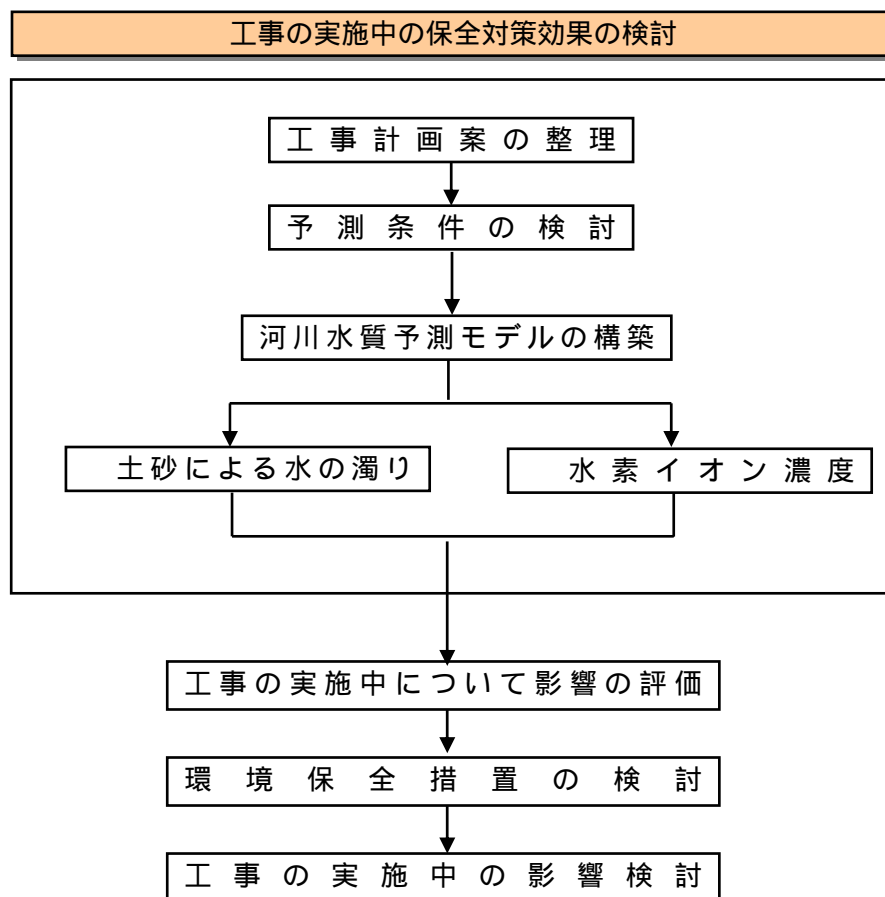 工事の実施中の保全対策効果の検討
工事計画案の整理
予測条件の検討
河川水質予測モデルの構築
土砂による水の濁り
水素イオン濃度
工事の実施中について影響の評価
環境保全措置の検討
工事の実施中の影響検討